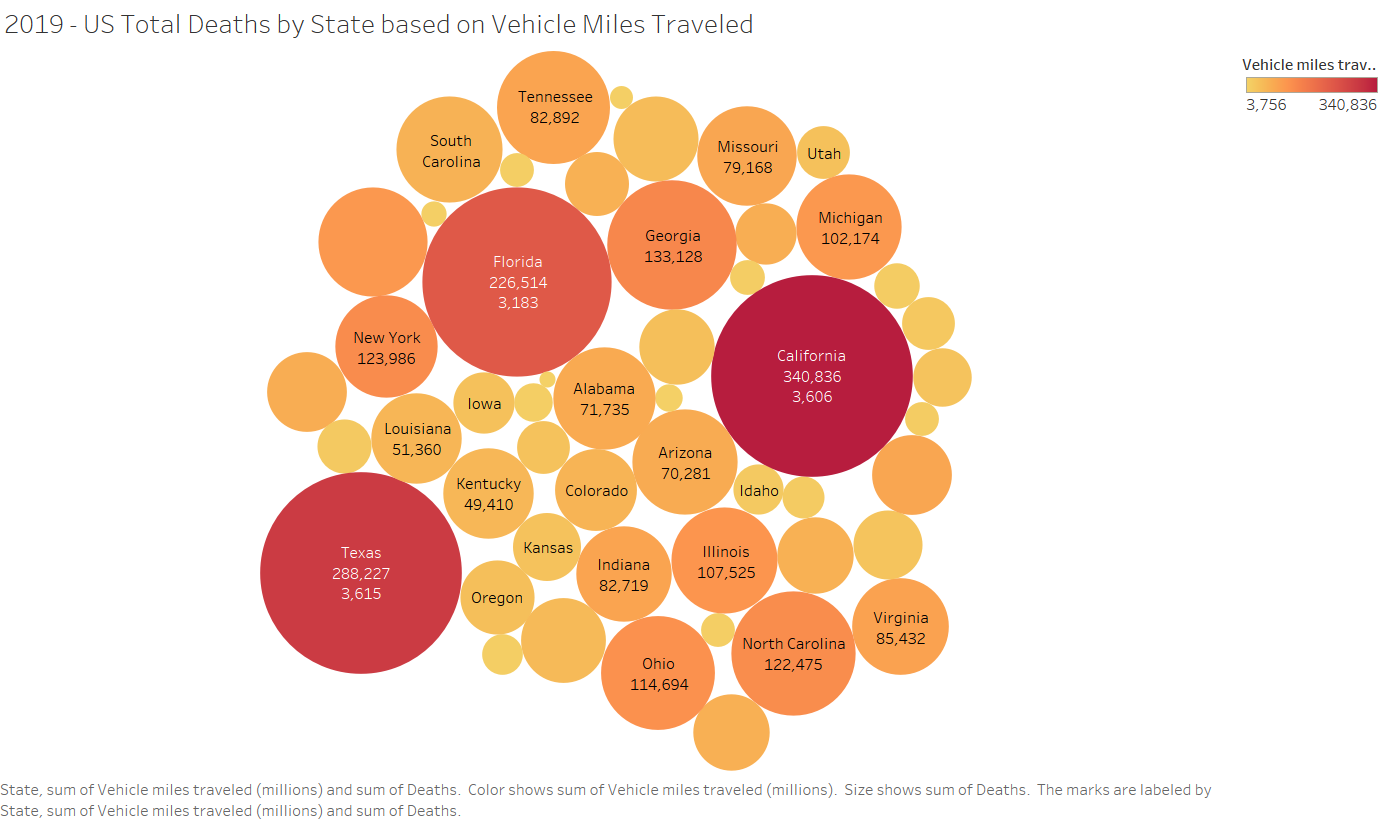 2019 - US Total Deaths by State based on Vehicle Miles Traveled
Vehicle miles trav..
3,756 340,836
Tennessee
82,892
South
Carolina
Missouri
79,168
Utah
Michigan
102,174
Georgia
133,128
Florida
226,514
3,183
New York
123,986
California
340,836
3,606
Iowa
Alabama
71,735
Louisiana
51,360
Arizona
70,281
Kentucky
49,410
Colorado
Idaho
Kansas
Texas
288,227
3,615
Indiana
82,719
Illinois
107,525
Oregon
Virginia
85,432
North Carolina
122,475
Ohio
114,694
State, sum of Vehicle miles traveled (millions) and sum of Deaths.  Color shows sum of Vehicle miles traveled (millions).  Size shows sum of Deaths.  The marks are labeled by
State, sum of Vehicle miles traveled (millions) and sum of Deaths.